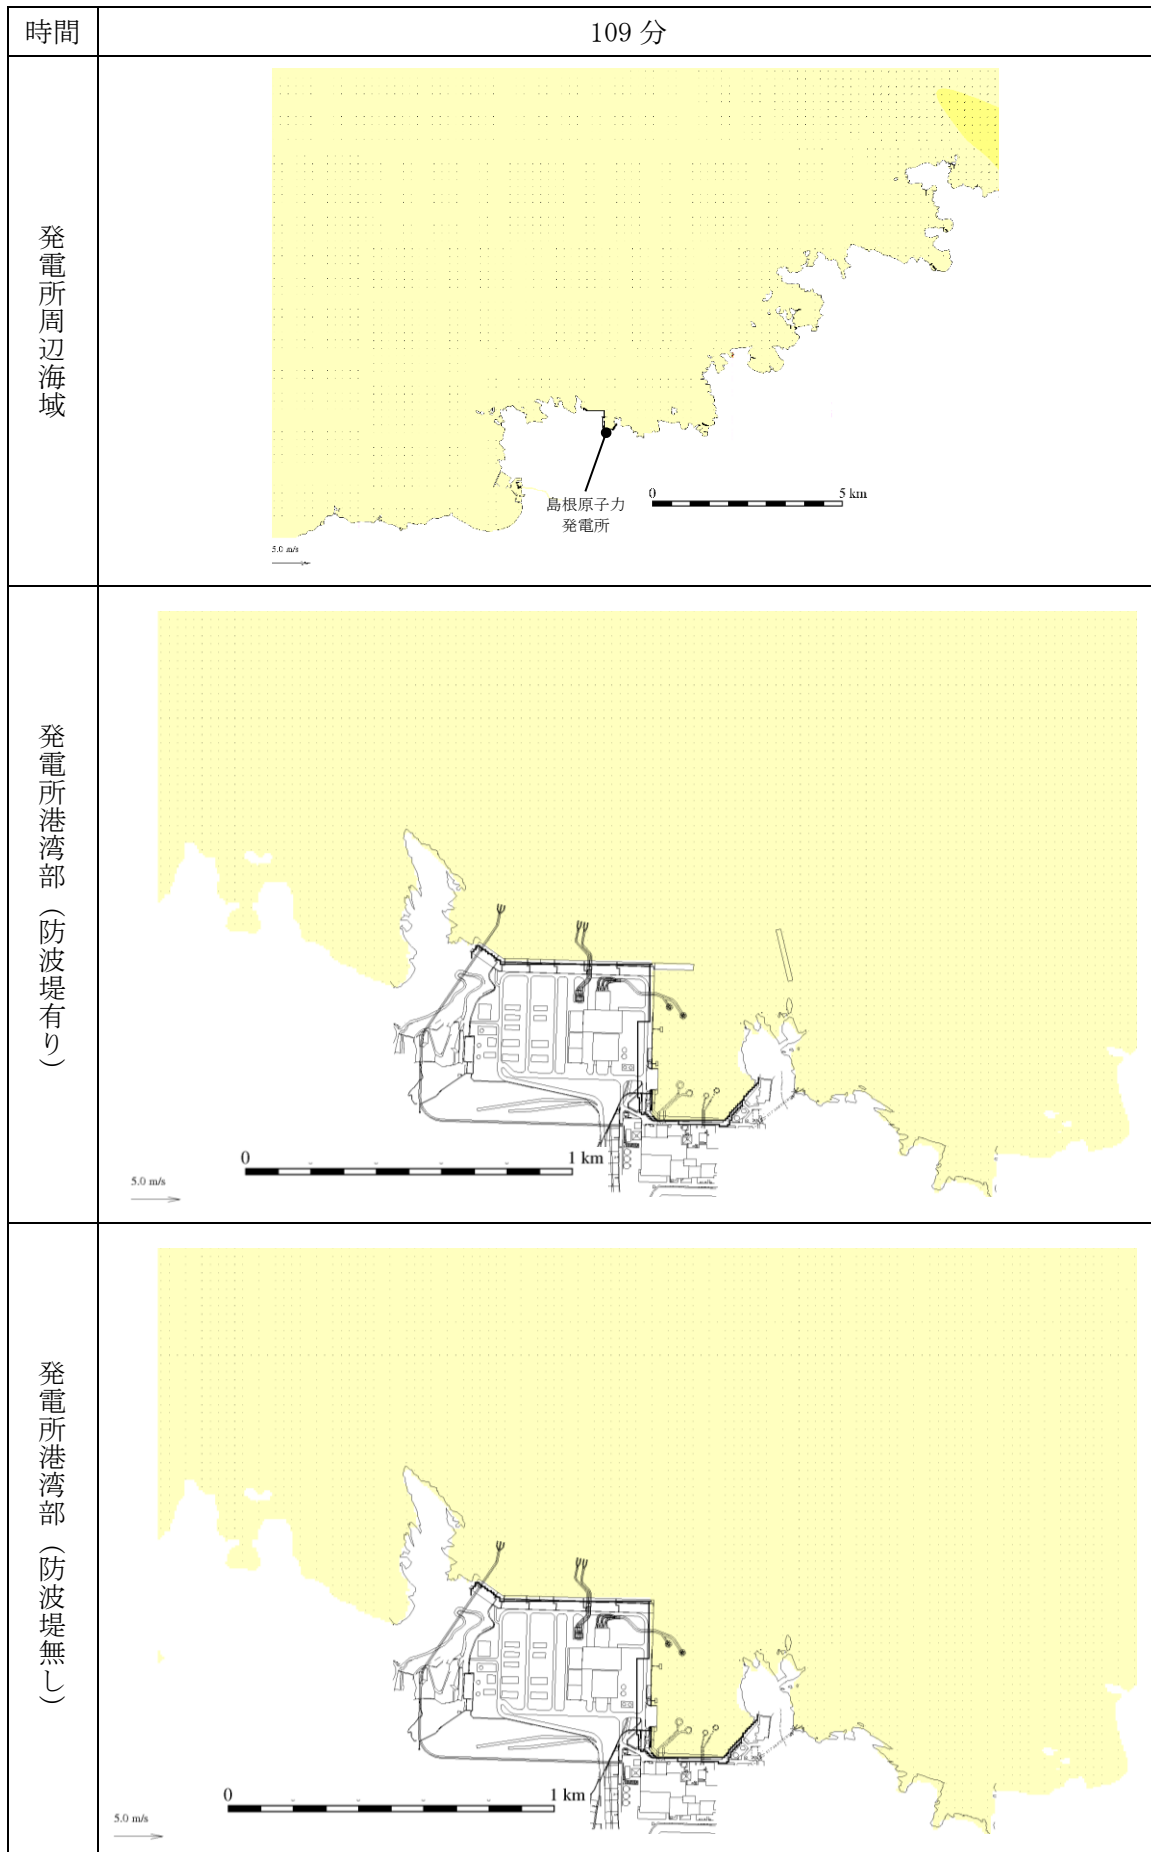 時間
109 分
発電所周辺海域
島根原子力
発電所
0
5 km
5.0 m/s
発電所港湾部（防波堤有り）
0
1 km
5.0 m/s
発電所港湾部（防波堤無し）
0
1 km
5.0 m/s